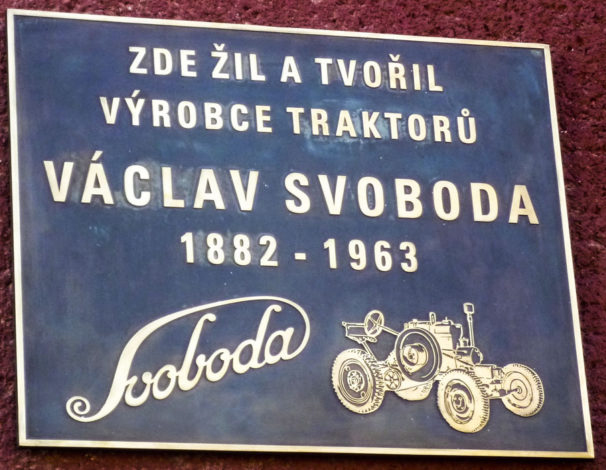 ZDE ŽIL A TVOŘIL
VÝROBCE TRAKTORŮ
VÁCLAV SVOBODA
1882 - 1963
Svoboda